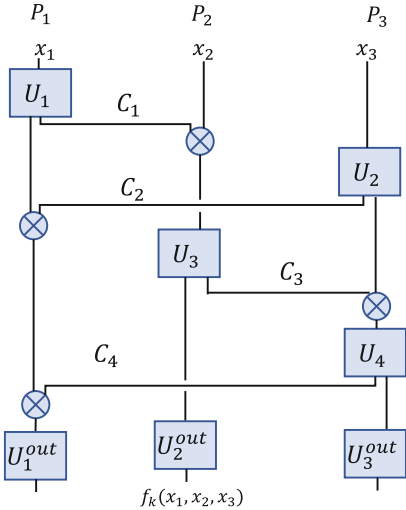 P₁ P₂ P₃
x₁ x₂ x₃
U₁
C₁
U₂
C₂
U₃
C₃
U₄
C₄
U₁ᵒᵘᵗ U₂ᵒᵘᵗ U₃ᵒᵘᵗ
fₖ(x₁, x₂, x₃)